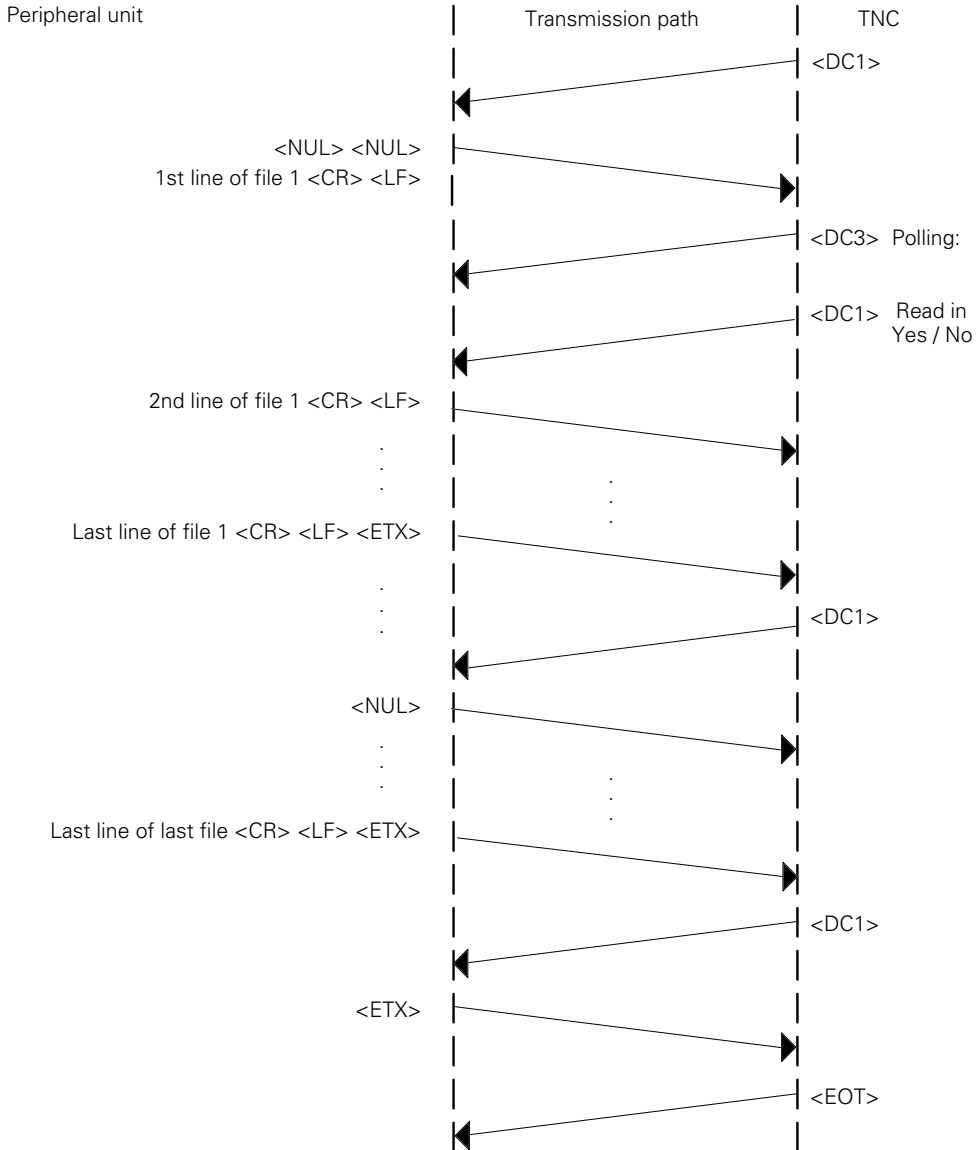 Peripheral unit
Transmission path
TNC
<DC1>
<NUL> <NUL>
1st line of file 1 <CR> <LF>
<DC3> Polling:
<DC1> Read in
Yes / No
2nd line of file 1 <CR> <LF>
.
.
.
.
.
.
Last line of file 1 <CR> <LF> <ETX>
.
.
.
<DC1>
<NUL>
.
.
.
.
.
.
Last line of last file <CR> <LF> <ETX>
<DC1>
<ETX>
<EOT>